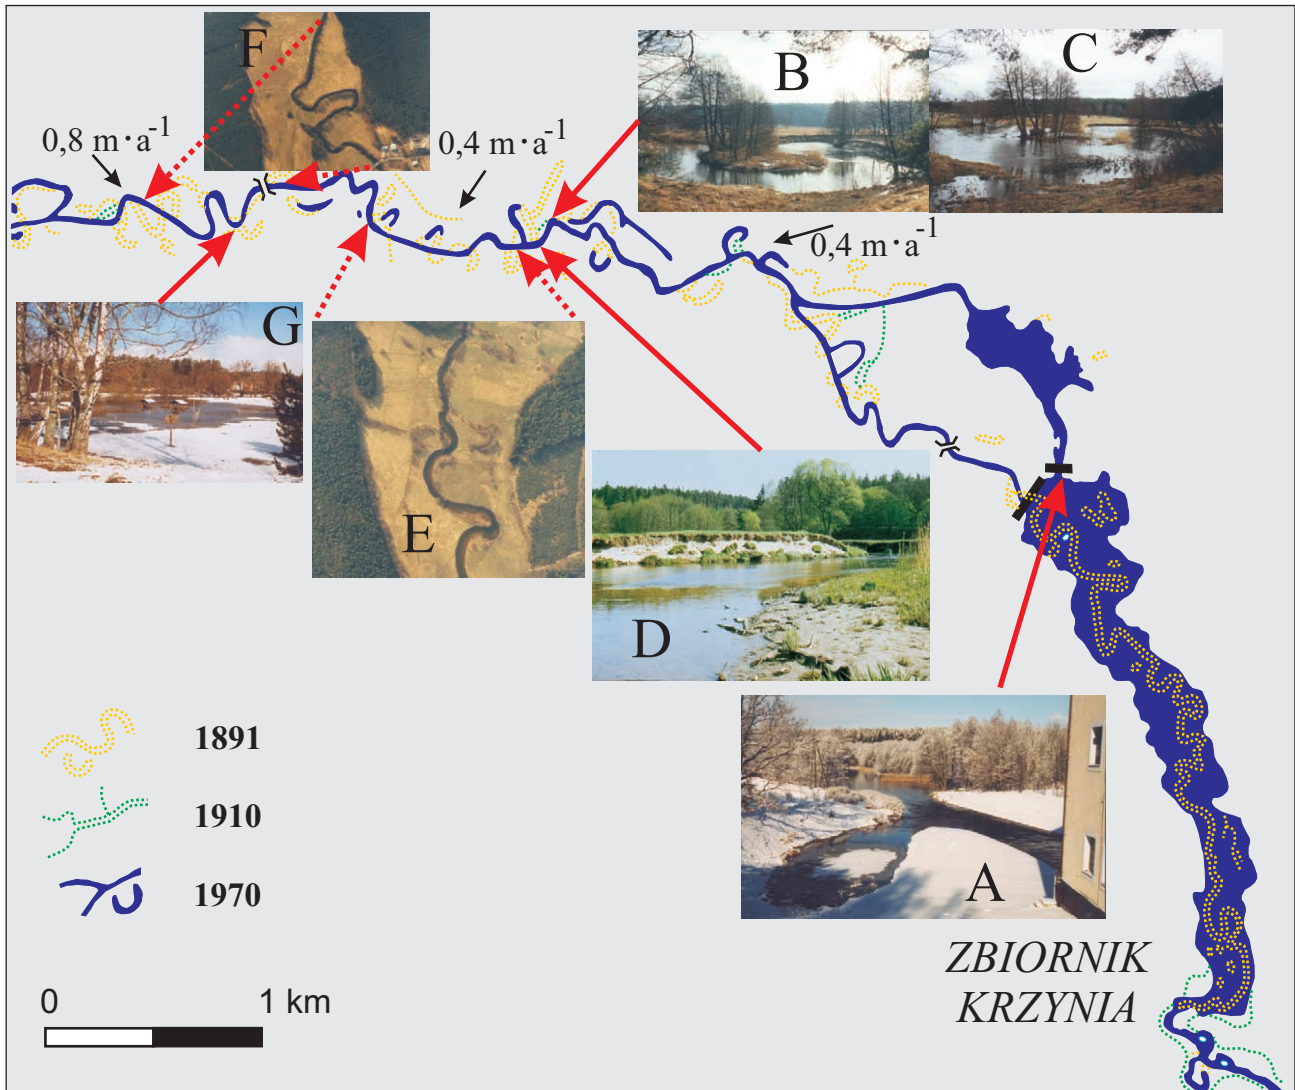 F
B
C
0,8 m·a⁻¹
0,4 m·a⁻¹
0,4 m·a⁻¹
G
E
D
A
1891
1910
1970
ZBIORNIK
KRZYNIA
0 1 km